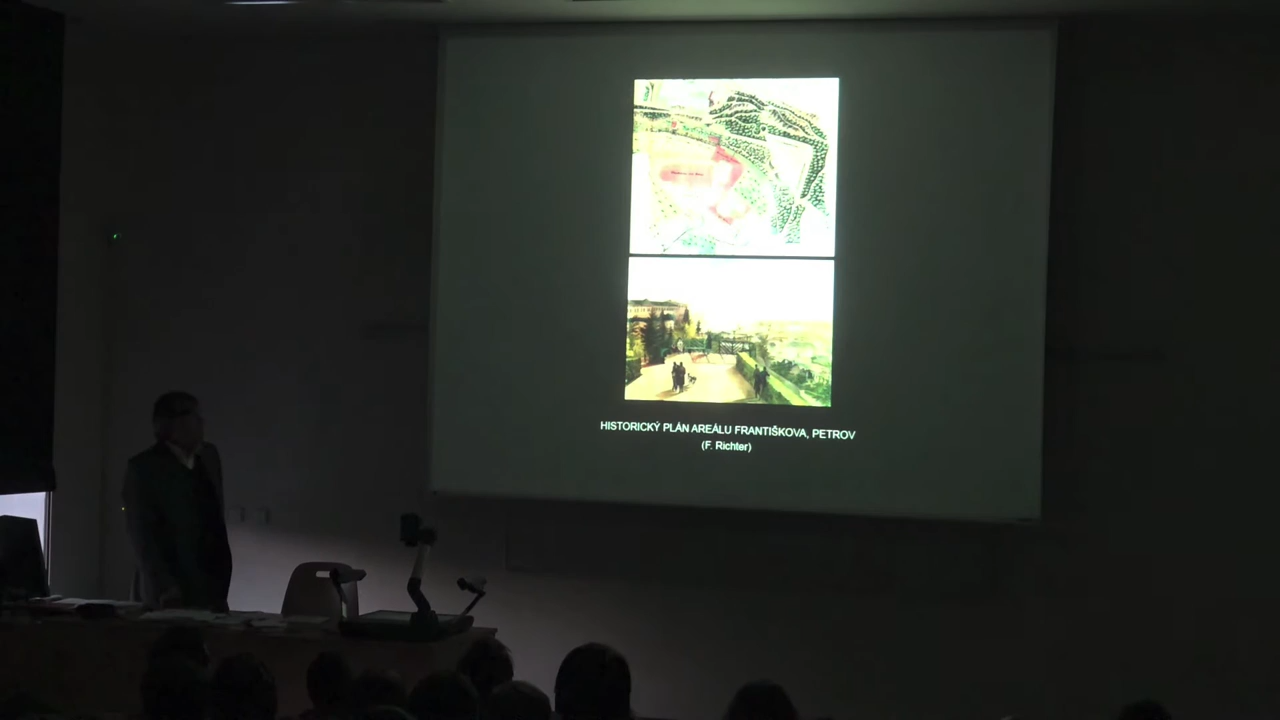 HISTORICKÝ PLÁN AREÁLU FRANTIŠKOVA, PETROV
(F. Richter)